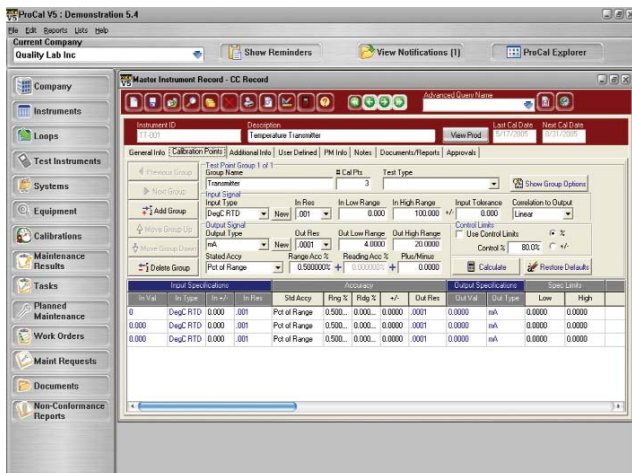 ProCal V5 : Demonstration 5.4
File Edit Reports Lists Help
Current Company
Quality Lab Inc
Show Reminders
View Notifications (1)
ProCal Explorer
Company
Instruments
Loops
Test Instruments
Systems
Equipment
Calibrations
Maintenance Results
Tasks
Planned Maintenance
Work Orders
Maint Requests
Documents
Non-Conformance Reports
Master Instrument Record - CC Record
Advanced Query Name
Instrument ID Description Last Cal Date Next Cal Date
TT-001 Temperature Transmitter View Prod 5/17/2005 8/31/2005
General Info Calibration Points Additional Info User Defined PM Info Notes Documents/Reports Approvals
Previous Group
Next Group
Add Group
Move Group Up
Move Group Down
Delete Group
Test Point Group 1 of 1
Group Name # Cal Pts Test Type
Transmitter 3 Show Group Options
Input Signal
Input Type In Res In Low Range In High Range Input Tolerance Correlation to Output
DegC RTD New .001 0.000 100.000 +/- 0.000 Linear
Output Signal Control Limits
Output Type Out Res Out Low Range Out High Range Use Control Limits %
mA New .0001 4.0000 20.0000 Control % 80.0% +/-
Stated Accy Range Acc % Reading Acc % Plus/Minus
Pct of Range 0.500000% + 0.000000% + 0.0000 Calculate Restore Defaults
Input Specifications Accuracy Output Specifications Spec Limits
In Val In Type In +/- In Res Std Accy Rng % Rdg % +/- Out Res Out Val Out Type Low High
0 DegC RTD 0.000 .001 Pct of Range 0.500... 0.000... 0.0000 .0001 0.0000 mA 0.0000 0.0000
0.000 DegC RTD 0.000 .001 Pct of Range 0.500... 0.000... 0.0000 .0001 0.0000 mA 0.0000 0.0000
0.000 DegC RTD 0.000 .001 Pct of Range 0.500... 0.000... 0.0000 .0001 0.0000 mA 0.0000 0.0000